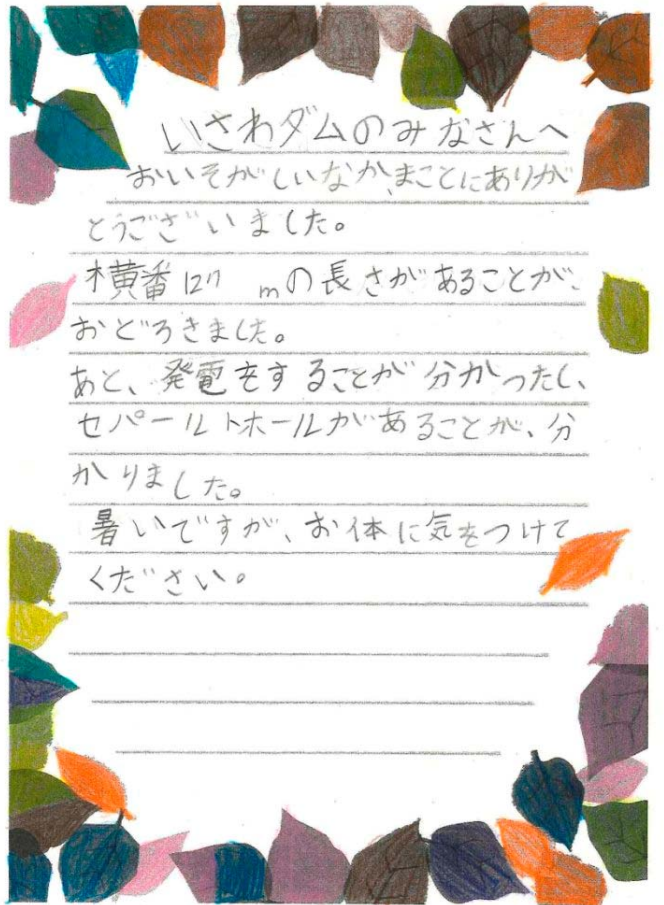 いさわダムのみなさんへ
おいそがしいなか、まことにありが
とうございました。
横番127 mの長さがあることが、
おどろきました。
あと、発電をすることが分かったし、
セパールトホールがあることが、分
かりました。
暑いですが、お体に気をつけて
ください。